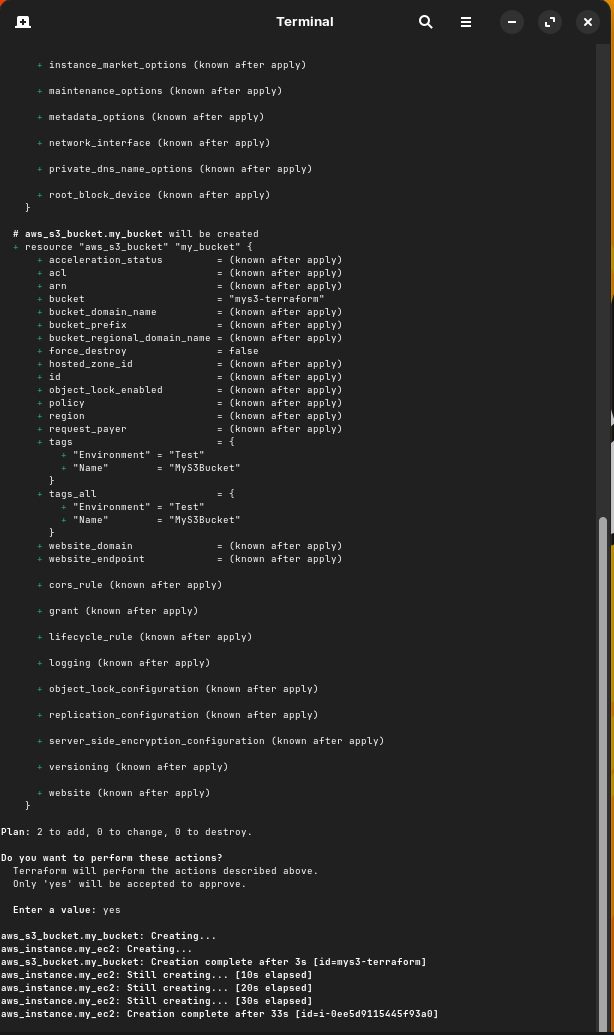 Terminal
+ instance_market_options (known after apply)
+ maintenance_options (known after apply)
+ metadata_options (known after apply)
+ network_interface (known after apply)
+ private_dns_name_options (known after apply)
+ root_block_device (known after apply)
}
# aws_s3_bucket.my_bucket will be created
+ resource "aws_s3_bucket" "my_bucket" {
+ acceleration_status = (known after apply)
+ acl = (known after apply)
+ arn = (known after apply)
+ bucket = "mys3-terraform"
+ bucket_domain_name = (known after apply)
+ bucket_prefix = (known after apply)
+ bucket_regional_domain_name = (known after apply)
+ force_destroy = false
+ hosted_zone_id = (known after apply)
+ id = (known after apply)
+ object_lock_enabled = (known after apply)
+ policy = (known after apply)
+ region = (known after apply)
+ request_payer = (known after apply)
+ tags = {
+ "Environment" = "Test"
+ "Name" = "MyS3Bucket"
}
+ tags_all = {
+ "Environment" = "Test"
+ "Name" = "MyS3Bucket"
}
+ website_domain = (known after apply)
+ website_endpoint = (known after apply)
+ cors_rule (known after apply)
+ grant (known after apply)
+ lifecycle_rule (known after apply)
+ logging (known after apply)
+ object_lock_configuration (known after apply)
+ replication_configuration (known after apply)
+ server_side_encryption_configuration (known after apply)
+ versioning (known after apply)
+ website (known after apply)
}
Plan: 2 to add, 0 to change, 0 to destroy.
Do you want to perform these actions?
Terraform will perform the actions described above.
Only 'yes' will be accepted to approve.
Enter a value: yes
aws_s3_bucket.my_bucket: Creating...
aws_instance.my_ec2: Creating...
aws_s3_bucket.my_bucket: Creation complete after 3s [id=mys3-terraform]
aws_instance.my_ec2: Still creating... [10s elapsed]
aws_instance.my_ec2: Still creating... [20s elapsed]
aws_instance.my_ec2: Still creating... [30s elapsed]
aws_instance.my_ec2: Creation complete after 33s [id=i-0ee5d9115445f93a0]